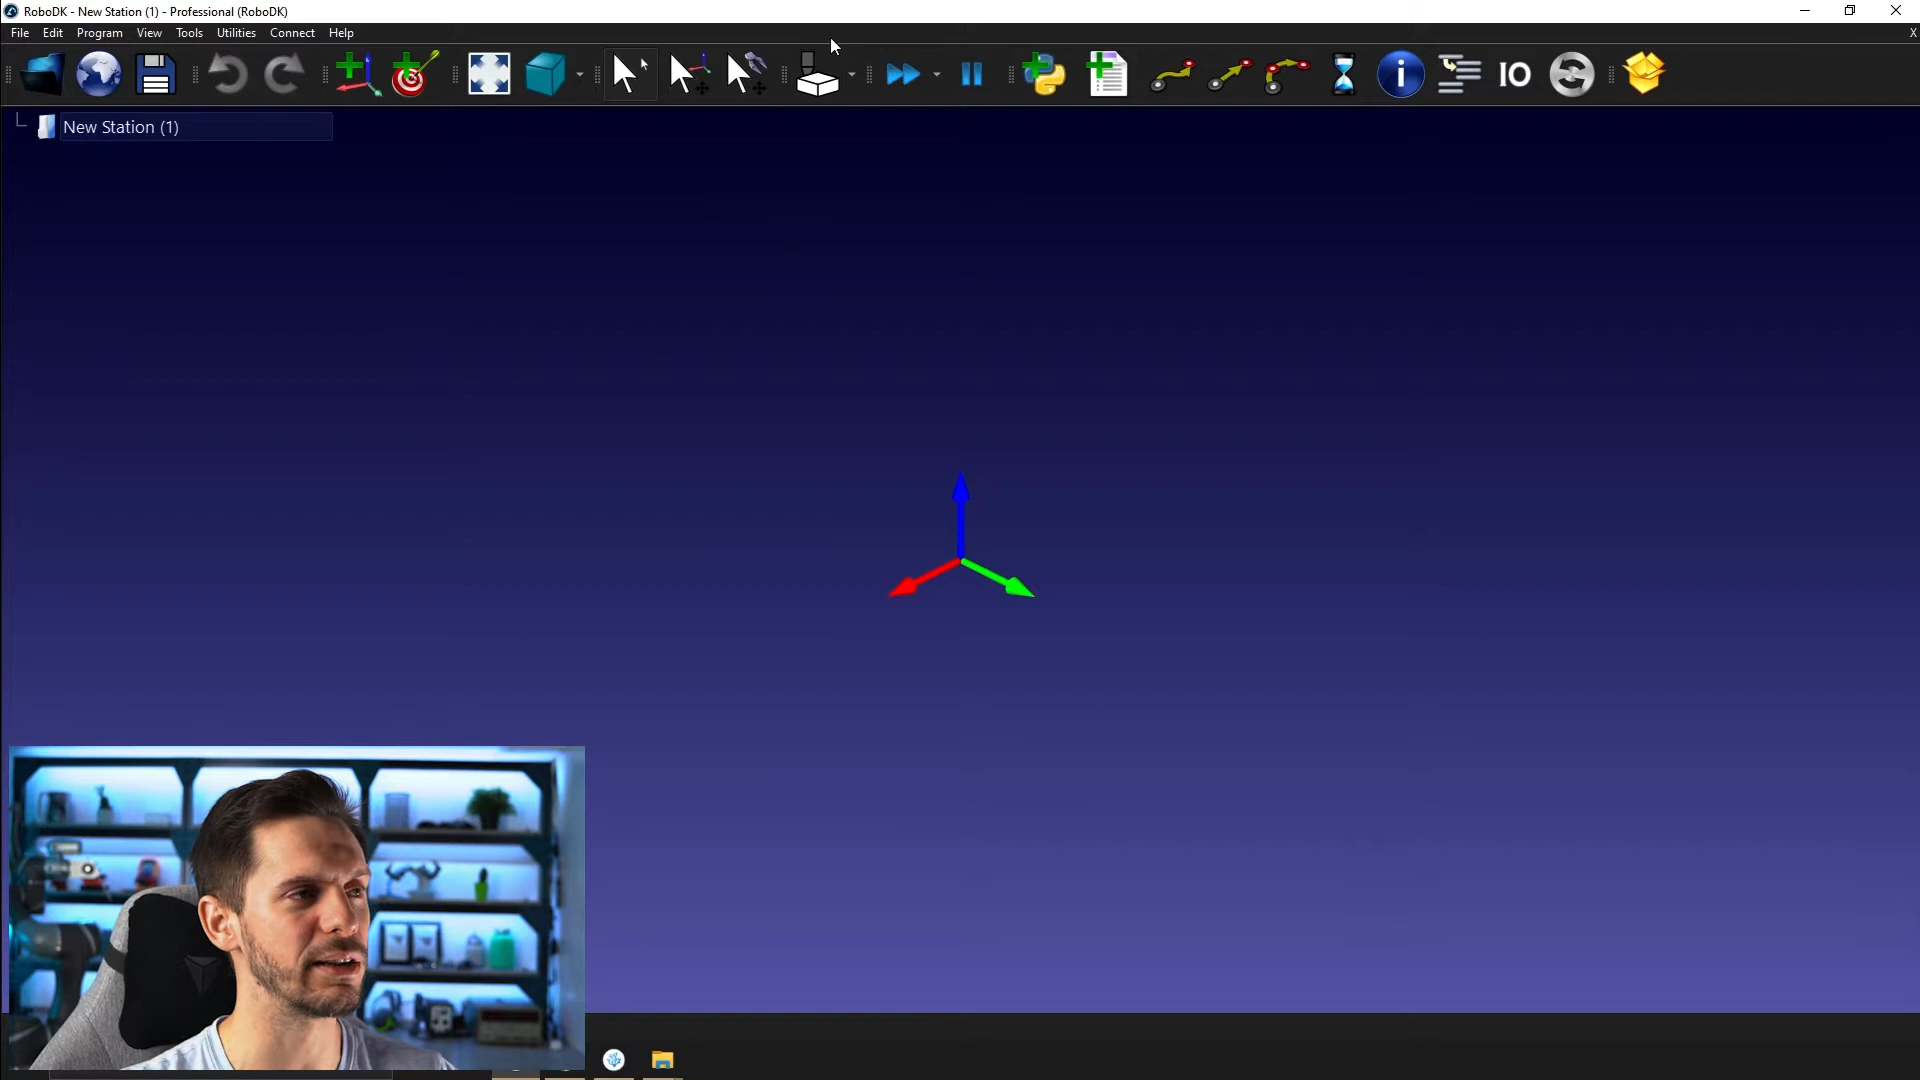 RoboDK - New Station (1) - Professional (RoboDK)
File Edit Program View Tools Utilities Connect Help
X
IO
New Station (1)